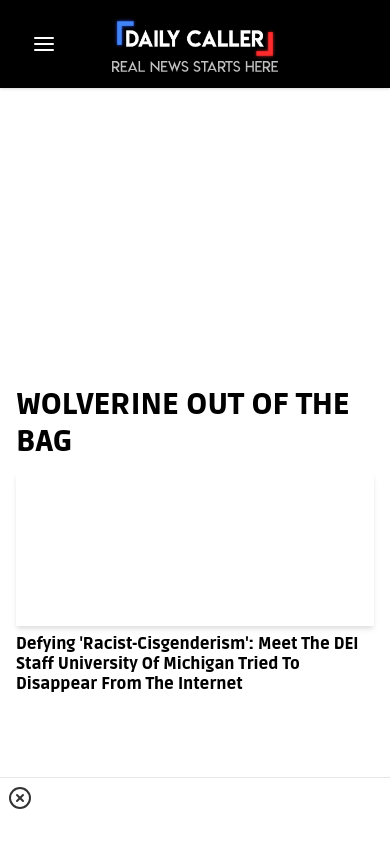 DAILY CALLER
REAL NEWS STARTS HERE
WOLVERINE OUT OF THE
BAG
Defying 'Racist-Cisgenderism': Meet The DEI
Staff University Of Michigan Tried To
Disappear From The Internet